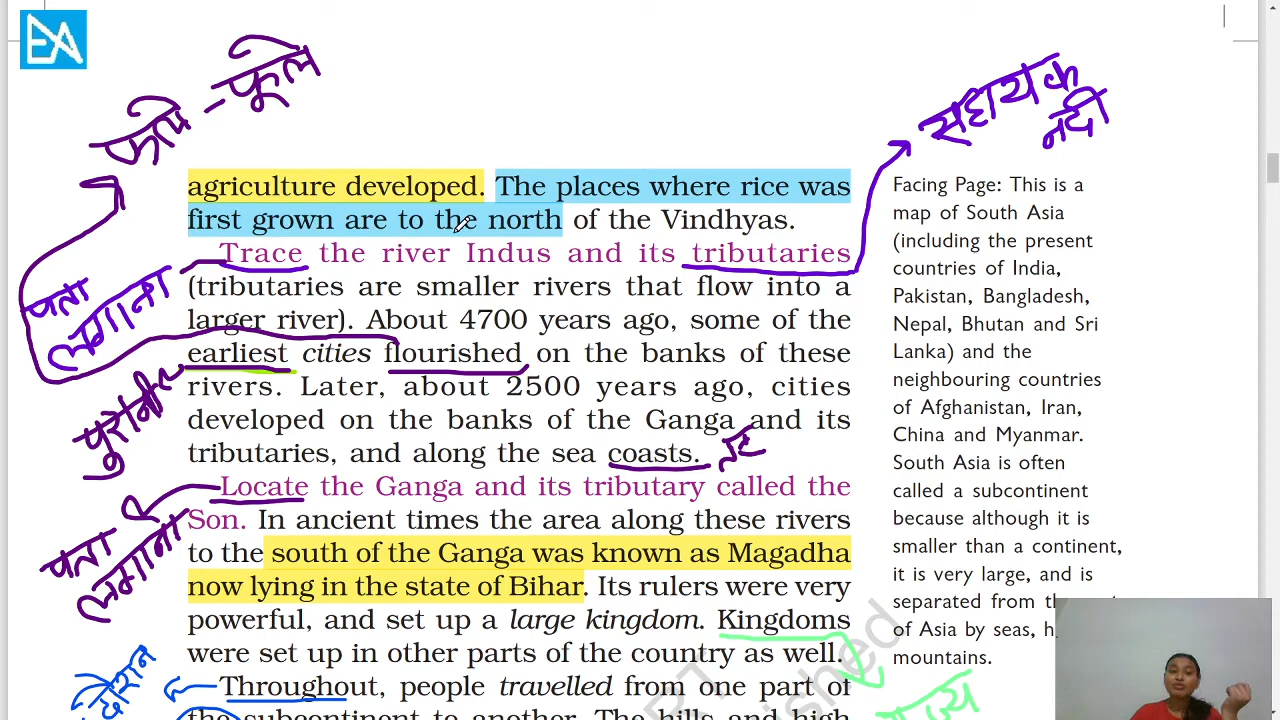 EA
फले - फूले
सहायक
नदी
agriculture developed. The places where rice was
first grown are to the north of the Vindhyas.
Trace the river Indus and its tributaries
पता
लगाना
(tributaries are smaller rivers that flow into a
larger river). About 4700 years ago, some of the
earliest cities flourished on the banks of these
rivers. Later, about 2500 years ago, cities
developed on the banks of the Ganga and its
tributaries, and along the sea coasts. तट
Locate the Ganga and its tributary called the
पता
लगाना
Son. In ancient times the area along these rivers
to the south of the Ganga was known as Magadha
now lying in the state of Bihar. Its rulers were very
powerful, and set up a large kingdom. Kingdoms
were set up in other parts of the country as well.
राज्य
दौरान
Throughout, people travelled from one part of
the subcontinent to another. The hills and high
Facing Page: This is a
map of South Asia
(including the present
countries of India,
Pakistan, Bangladesh,
Nepal, Bhutan and Sri
Lanka) and the
neighbouring countries
of Afghanistan, Iran,
China and Myanmar.
South Asia is often
called a subcontinent
because although it is
smaller than a continent,
it is very large, and is
separated from
of Asia by seas,
mountains.